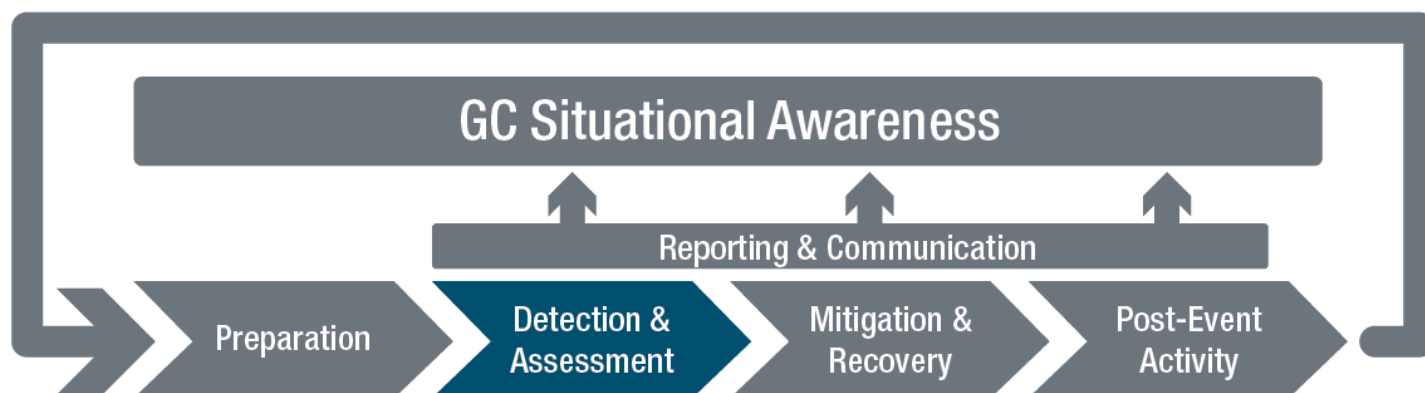 GC Situational Awareness
Reporting & Communication
Preparation
Detection &
Assessment
Mitigation &
Recovery
Post-Event
Activity